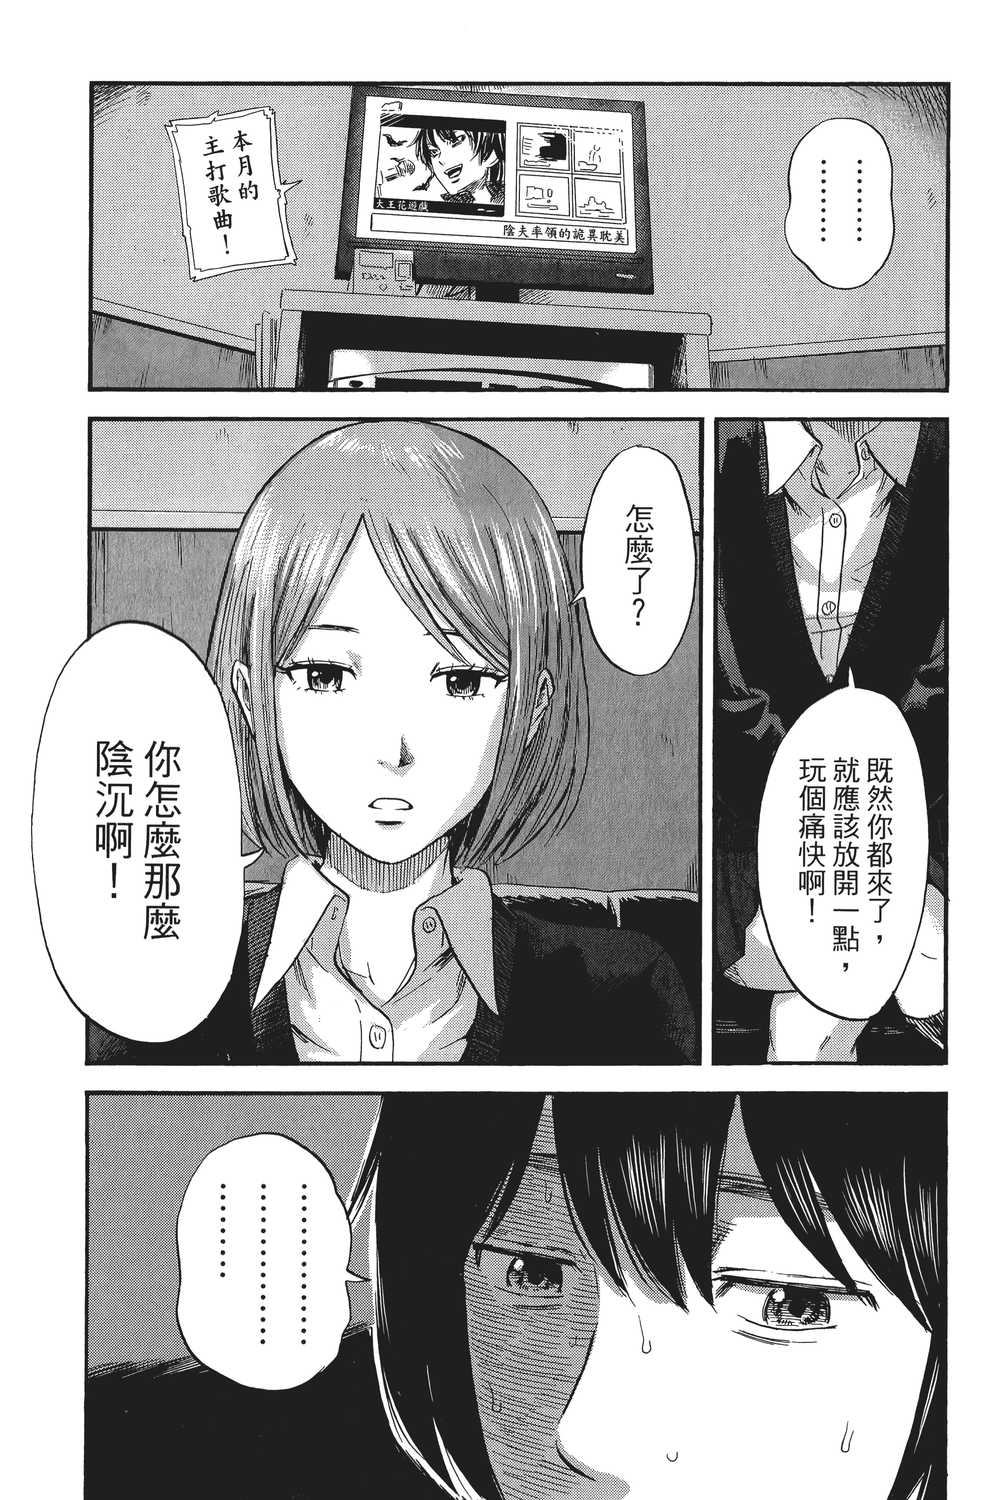 …………
本月的
主打歌曲！
大王花遊戲
陰夫率領的詭異耽美
既然你都來了，
就應該放開一點，
玩個痛快啊！
怎麼了？
你怎麼那麼
陰沉啊！
………………
………………
…………